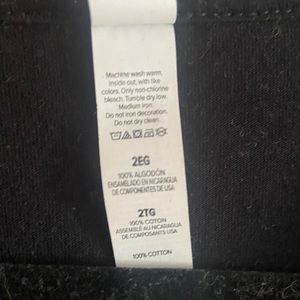 Machine wash warm,
inside out, with like
colors. Only non-chlorine
bleach. Tumble dry low.
Medium iron.
Do not iron decoration.
Do not dry clean.
2EG
100% ALGODÓN
ENSAMBLADO EN NICARAGUA
DE COMPONENTES DE USA
2TG
100% COTON
ASSEMBLÉ AU NICARAGUA
DE COMPOSANTS USA
100% COTTON